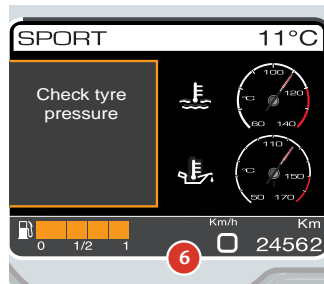 SPORT 11°C
Check tyre
pressure
100
°C 120
60 140
110
°C 150
50 170
0 1/2 1
Km/h Km
0 24562
6